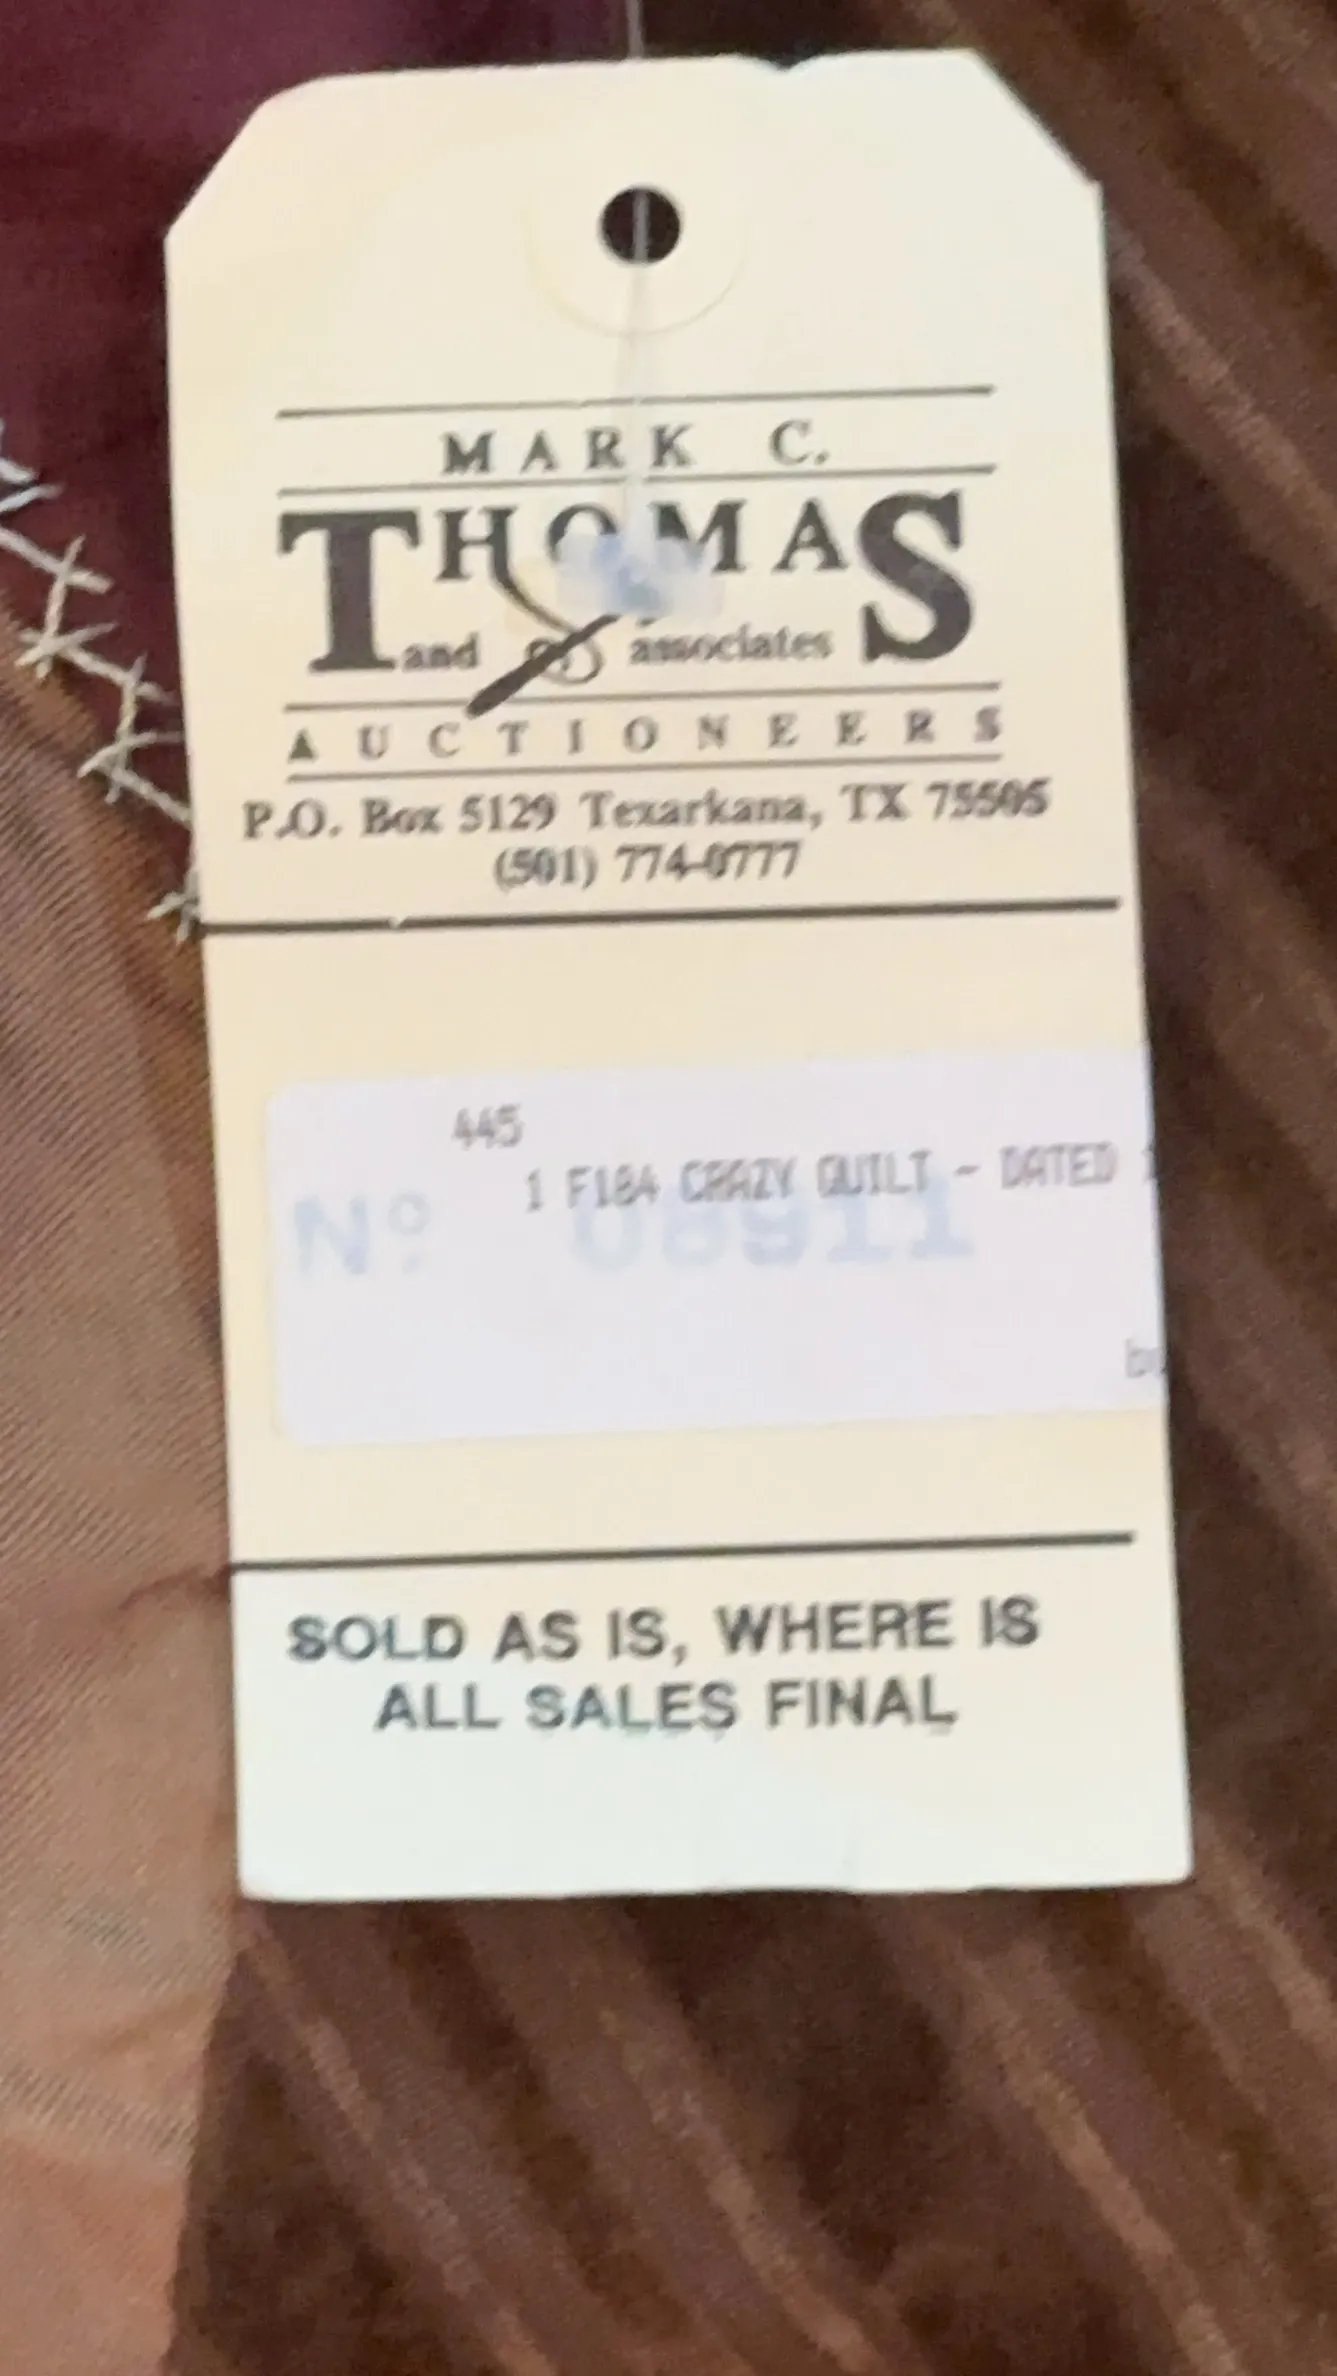 MARK C.
THOMAS
and associates
AUCTIONEERS
P.O. Box 5129 Texarkana, TX 75505
(501) 774-0777
445
1 F184 CRAZY QUILT - DATED
Nº 08911
SOLD AS IS, WHERE IS
ALL SALES FINAL